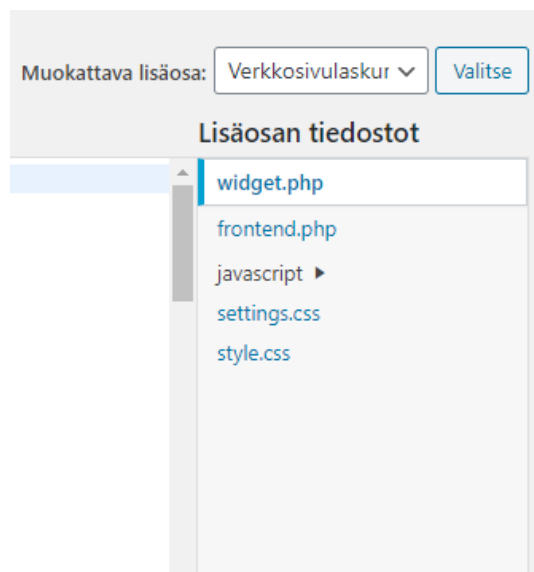 Muokattava lisäosa: Verkkosivulaskur Valitse
Lisäosan tiedostot
widget.php
frontend.php
javascript
settings.css
style.css